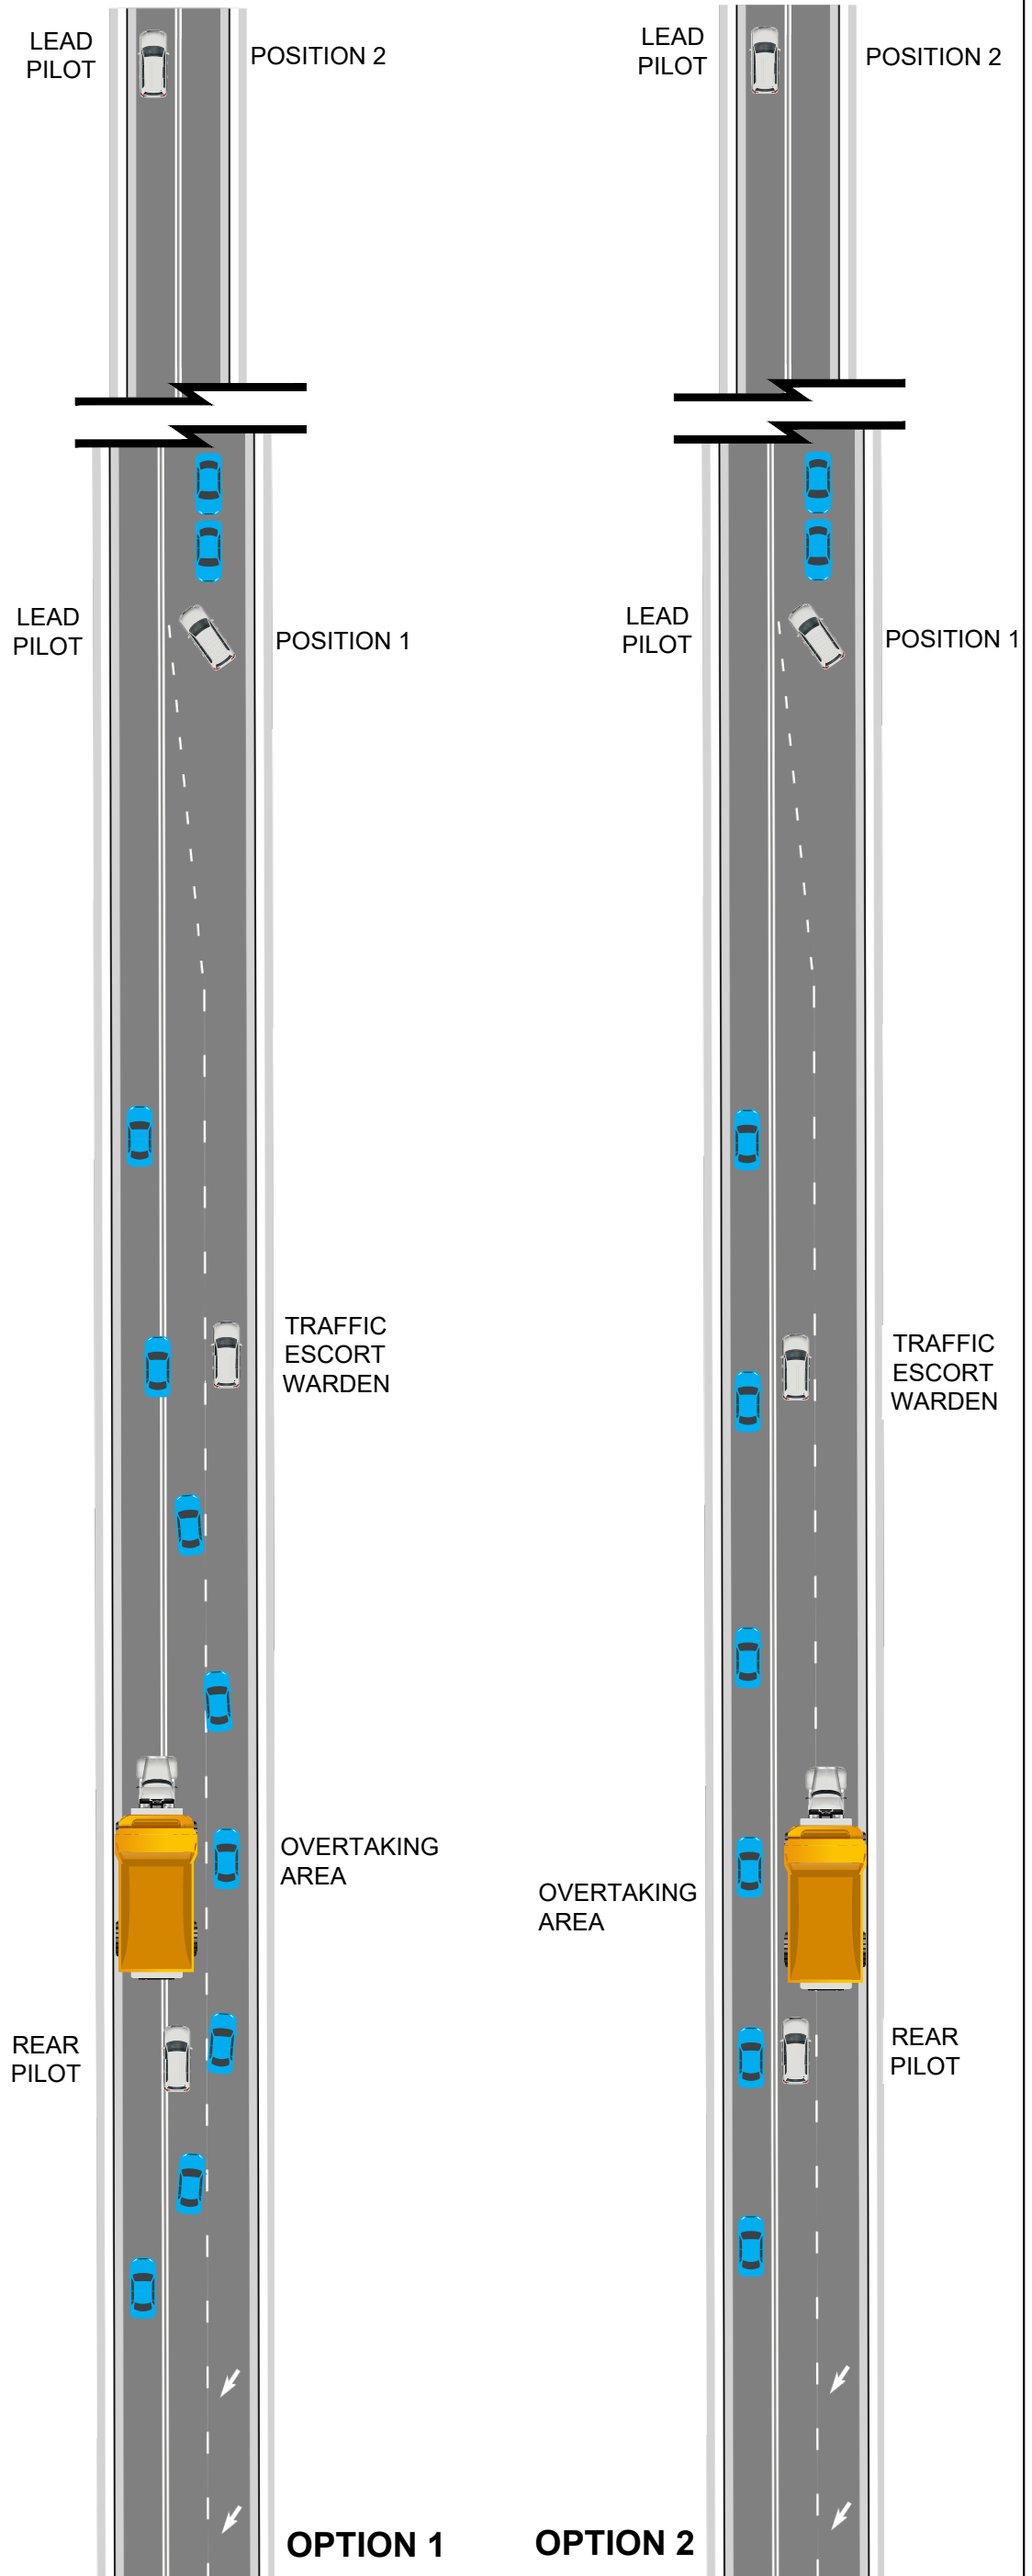 LEAD
PILOT
POSITION 2
LEAD
PILOT
POSITION 2
LEAD
PILOT
POSITION 1
LEAD
PILOT
POSITION 1
TRAFFIC
ESCORT
WARDEN
TRAFFIC
ESCORT
WARDEN
OVERTAKING
AREA
OVERTAKING
AREA
REAR
PILOT
REAR
PILOT
OPTION 1
OPTION 2